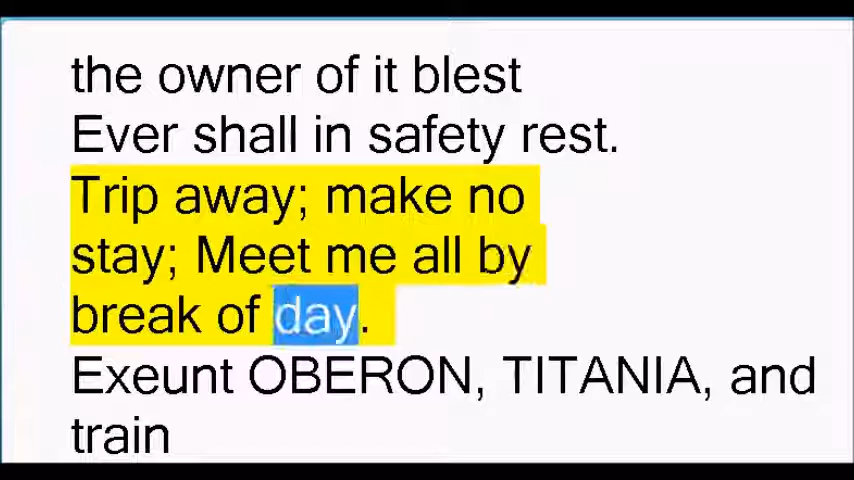 the owner of it blest
Ever shall in safety rest.
Trip away; make no
stay; Meet me all by
break of day.
Exeunt OBERON, TITANIA, and
train